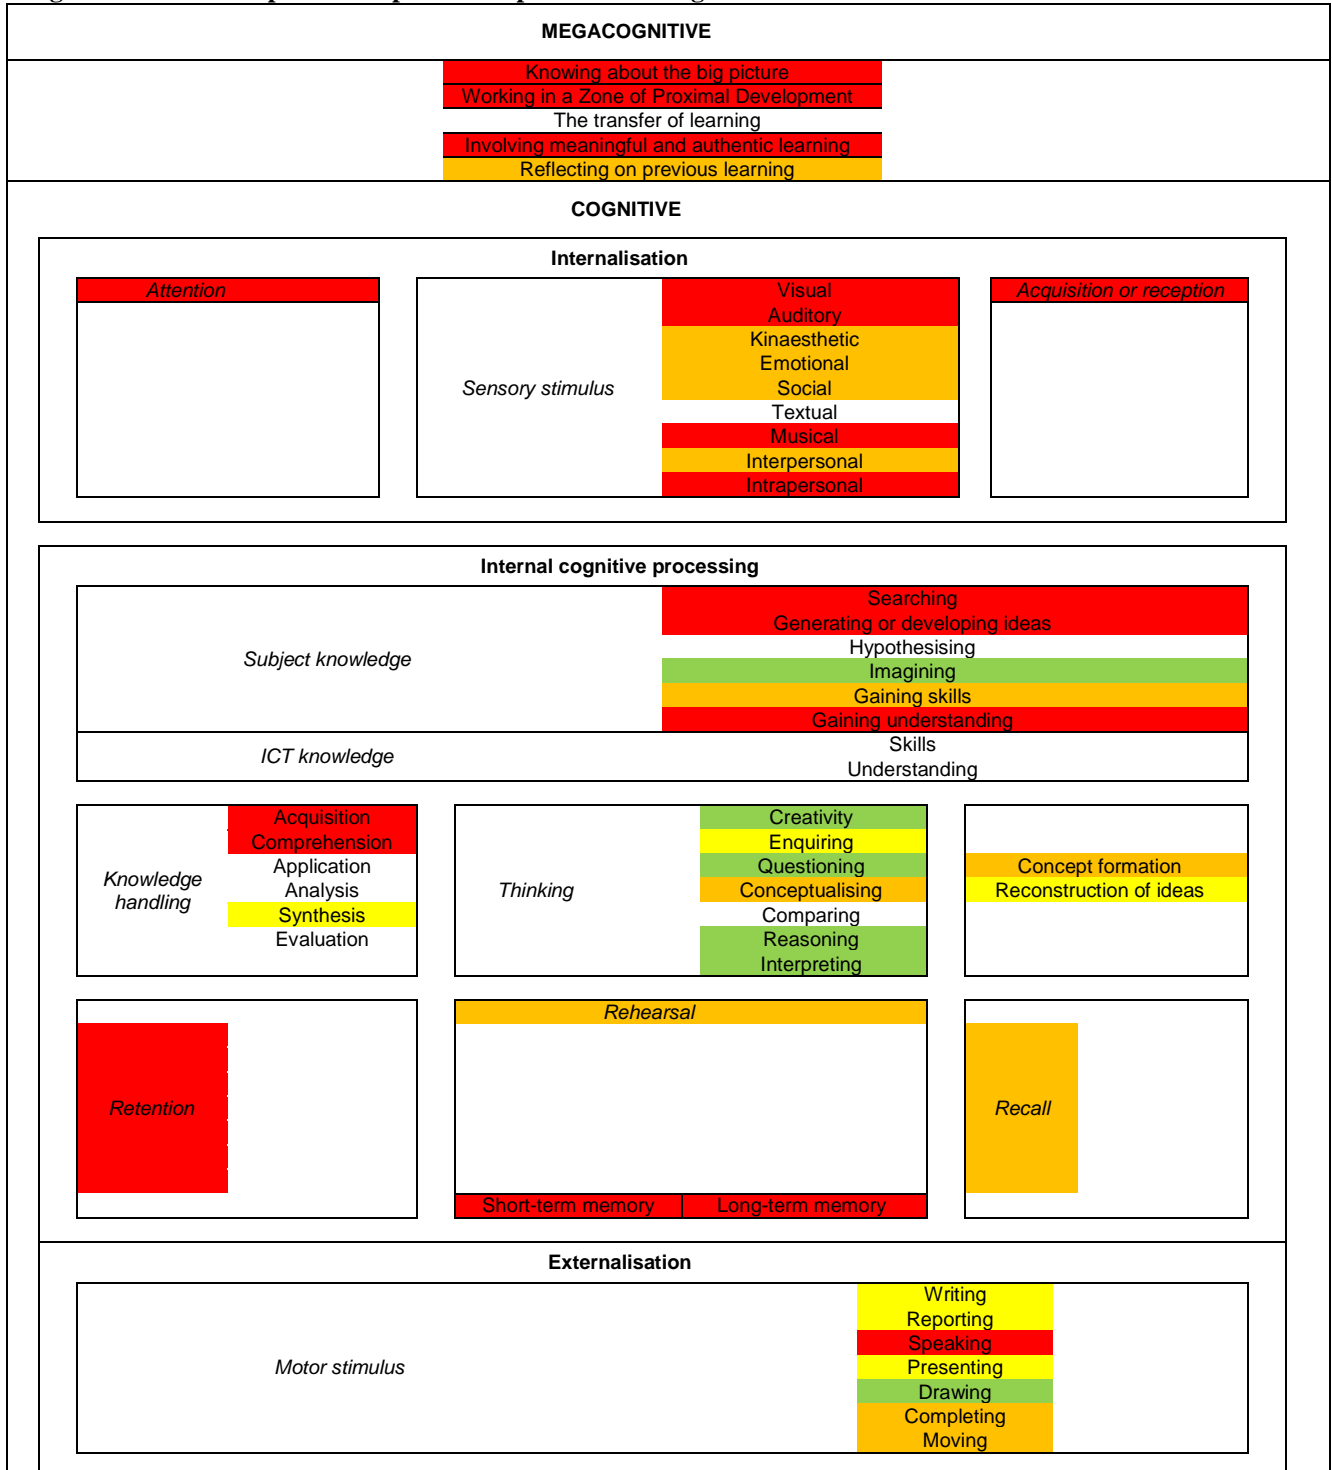 MEGACOGNITIVE
Knowing about the big picture
Working in a Zone of Proximal Development
The transfer of learning
Involving meaningful and authentic learning
Reflecting on previous learning
COGNITIVE
Internalisation
Attention
Sensory stimulus
Visual
Auditory
Kinaesthetic
Emotional
Social
Textual
Musical
Interpersonal
Intrapersonal
Acquisition or reception
Internal cognitive processing
Subject knowledge
Searching
Generating or developing ideas
Hypothesising
Imagining
Gaining skills
Gaining understanding
ICT knowledge
Skills
Understanding
Knowledge
handling
Acquisition
Comprehension
Application
Analysis
Synthesis
Evaluation
Thinking
Creativity
Enquiring
Questioning
Conceptualising
Comparing
Reasoning
Interpreting
Concept formation
Reconstruction of ideas
Retention
Rehearsal
Short-term memory
Long-term memory
Recall
Externalisation
Motor stimulus
Writing
Reporting
Speaking
Presenting
Drawing
Completing
Moving